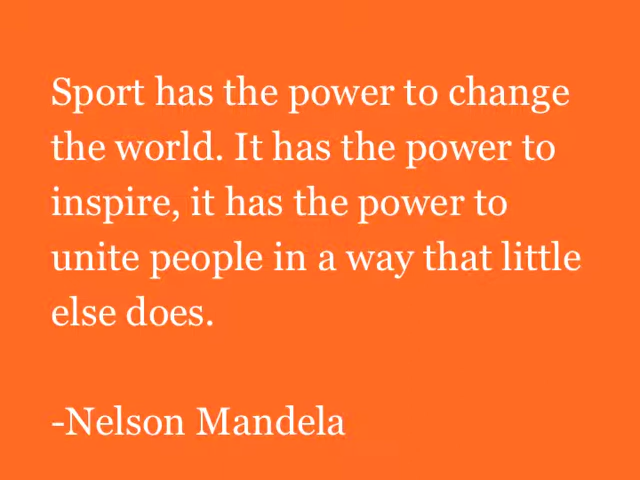 Sport has the power to change
the world. It has the power to
inspire, it has the power to
unite people in a way that little
else does.
-Nelson Mandela